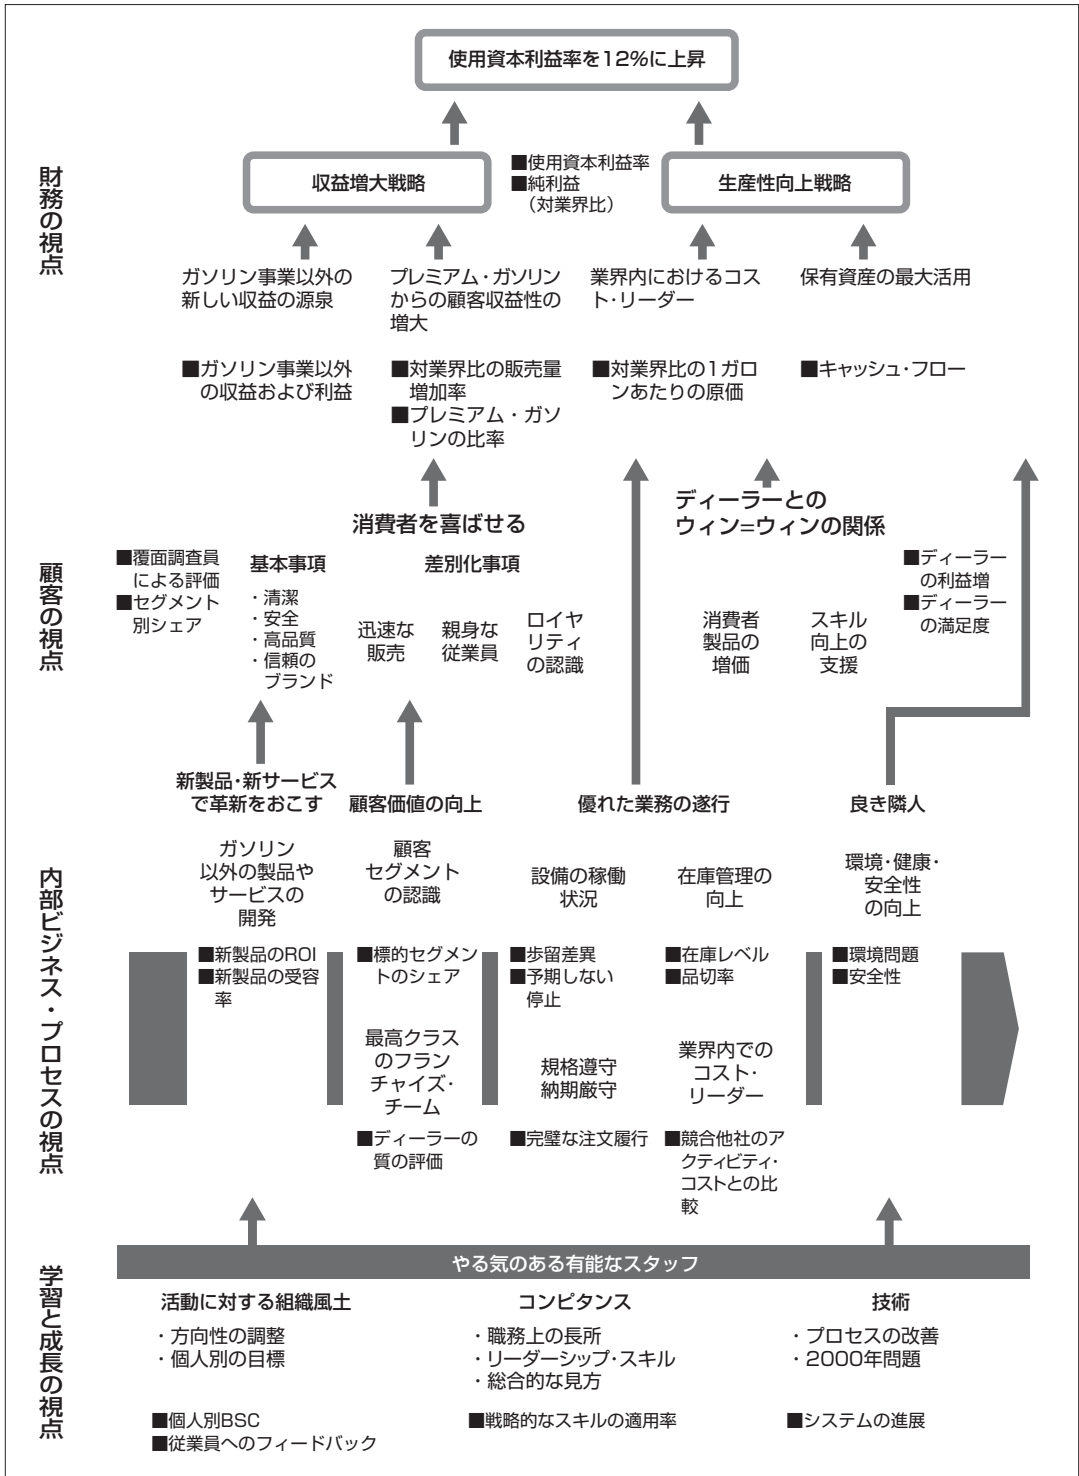 使用資本利益率を12%に上昇
財務の視点
収益増大戦略
■使用資本利益率
■純利益
（対業界比）
生産性向上戦略
ガソリン事業以外の
新しい収益の源泉
プレミアム・ガソリン
からの顧客収益性の
増大
業界内におけるコス
ト・リーダー
保有資産の最大活用
■ガソリン事業以外
の収益および利益
■対業界比の販売量
増加率
■プレミアム・ガソ
リンの比率
■対業界比の1ガロ
ンあたりの原価
■キャッシュ・フロー
顧客の視点
消費者を喜ばせる
ディーラーとの
ウィン=ウィンの関係
■覆面調査員
による評価
■セグメント
別シェア
基本事項
・清潔
・安全
・高品質
・信頼の
ブランド
差別化事項
迅速な
販売
親身な
従業員
ロイヤ
リティ
の認識
消費者
製品の
増価
スキル
向上の
支援
■ディーラー
の利益増
■ディーラー
の満足度
内部ビジネス・プロセスの視点
新製品・新サービス
で革新をおこす
顧客価値の向上
優れた業務の遂行
良き隣人
ガソリン
以外の製品や
サービスの
開発
顧客
セグメント
の認識
設備の稼働
状況
在庫管理の
向上
環境・健康・
安全性
の向上
■新製品のROI
■新製品の受容
率
■標的セグメン
トのシェア
■歩留差異
■予期しない
停止
■在庫レベル
■品切率
■環境問題
■安全性
最高クラス
のフラン
チャイズ・
チーム
規格遵守
納期厳守
業界内での
コスト・
リーダー
■ディーラーの
質の評価
■完璧な注文履行
■競合他社のア
クティビティ・
コストとの比
較
学習と成長の視点
やる気のある有能なスタッフ
活動に対する組織風土
・方向性の調整
・個人別の目標
コンピタンス
・職務上の長所
・リーダーシップ・スキル
・総合的な見方
技術
・プロセスの改善
・2000年問題
■個人別BSC
■従業員へのフィードバック
■戦略的なスキルの適用率
■システムの進展